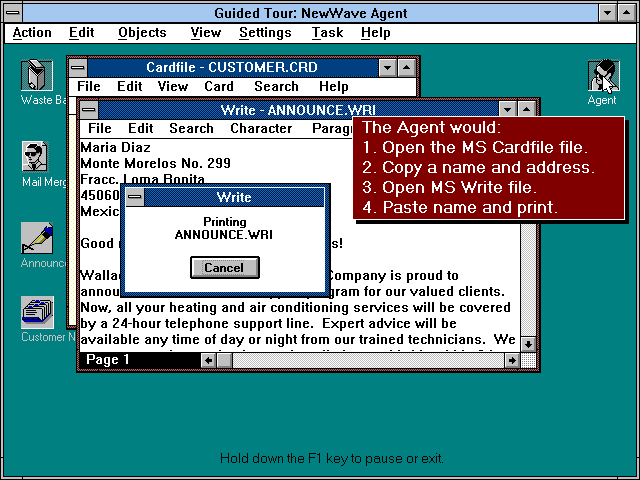 Guided Tour: NewWave Agent
Action Edit Objects View Settings Task Help
Cardfile - CUSTOMER.CRD
File Edit View Card Search Help
Write - ANNOUNCE.WRI
File Edit Search Character Paragr
The Agent would:
1. Open the MS Cardfile file.
2. Copy a name and address.
3. Open MS Write file.
4. Paste name and print.
Waste Ba
Agent
Mail Merg
Announce
Customer N
Maria Diaz
Monte Morelos No. 299
Fracc. Loma Bonita
45060
Mexic
Good s!
Walla Company is proud to
annou gram for our valued clients.
Now, all your heating and air conditioning services will be covered
by a 24-hour telephone support line. Expert advice will be
available any time of day or night from our trained technicians. We
Page 1
Write
Printing
ANNOUNCE.WRI
Cancel
Hold down the F1 key to pause or exit.